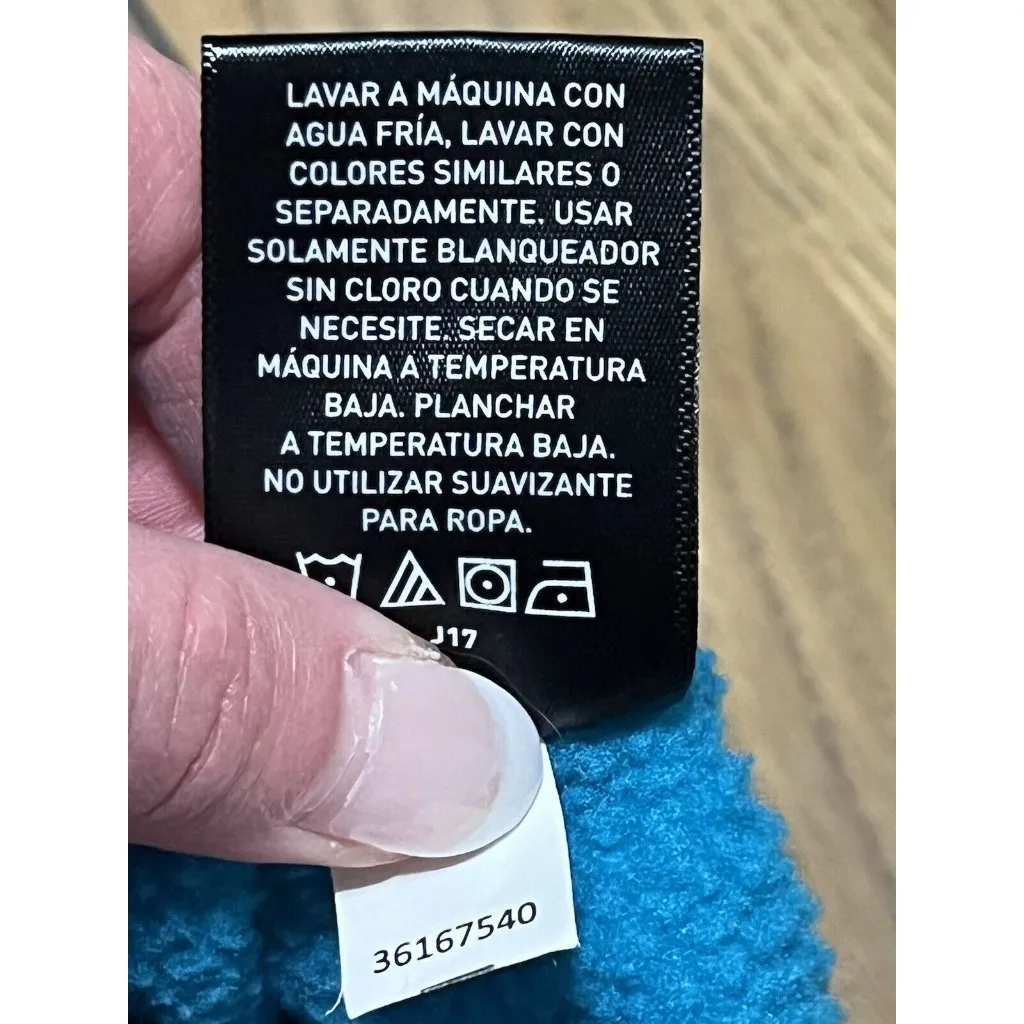 LAVAR A MÁQUINA CON
AGUA FRÍA, LAVAR CON
COLORES SIMILARES O
SEPARADAMENTE. USAR
SOLAMENTE BLANQUEADOR
SIN CLORO CUANDO SE
NECESITE. SECAR EN
MÁQUINA A TEMPERATURA
BAJA. PLANCHAR
A TEMPERATURA BAJA.
NO UTILIZAR SUAVIZANTE
PARA ROPA.
J17
36167540